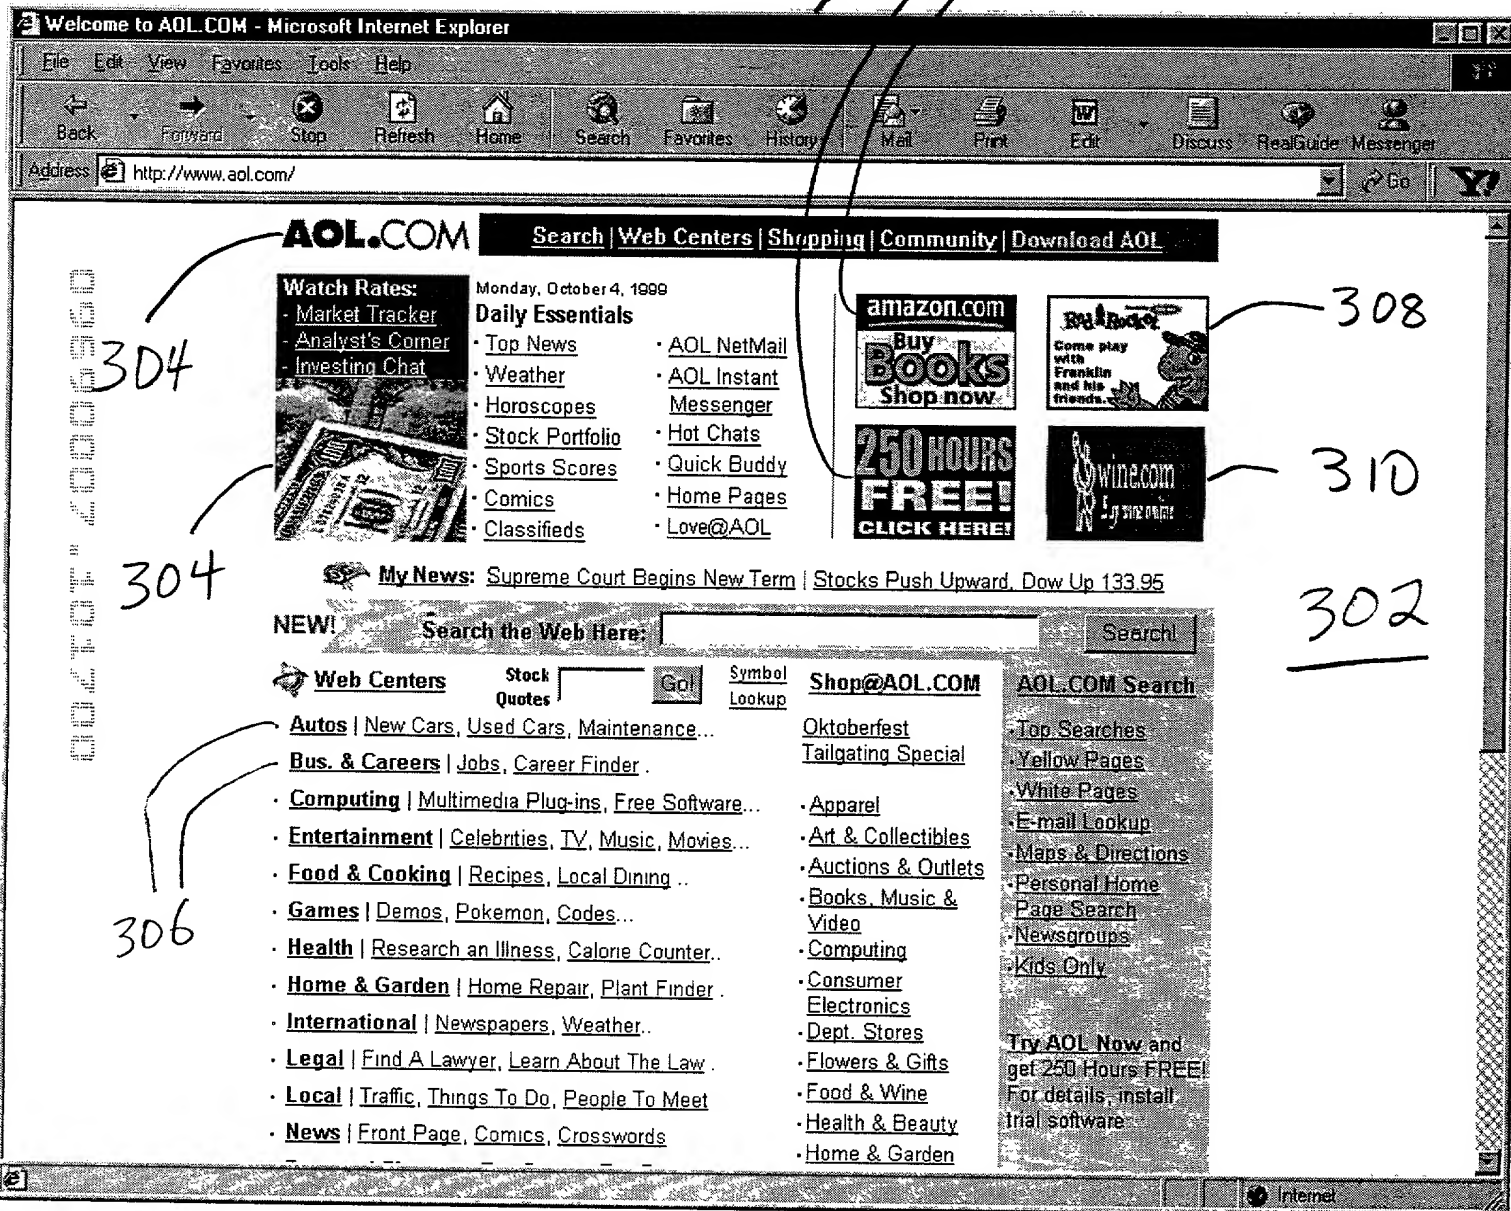 Welcome to AOL.COM - Microsoft Internet Explorer
File Edit View Favorites Tools Help
Back Forward Stop Refresh Home Search Favorites History Mail Print Edit Discuss RealGuide Messenger
Address http://www.aol.com/ Go Y!
AOL.COM Search | Web Centers | Shopping | Community | Download AOL
Watch Rates:
- Market Tracker
- Analyst's Corner
- Investing Chat
Monday, October 4, 1999
Daily Essentials
· Top News
· Weather
· Horoscopes
· Stock Portfolio
· Sports Scores
· Comics
· Classifieds
· AOL NetMail
· AOL Instant
Messenger
· Hot Chats
· Quick Buddy
· Home Pages
· Love@AOL
amazon.com
Buy
Books
Shop now
Come play
with
Franklin
and his
friends.
250 HOURS
FREE!
CLICK HERE!
wine.com
308
310
302
304
304
306
My News: Supreme Court Begins New Term | Stocks Push Upward, Dow Up 133.95
NEW! Search the Web Here: Search!
Web Centers
Stock
Quotes
Go!
Symbol
Lookup
Autos | New Cars, Used Cars, Maintenance...
Bus. & Careers | Jobs, Career Finder .
· Computing | Multimedia Plug-ins, Free Software...
· Entertainment | Celebrities, TV, Music, Movies...
· Food & Cooking | Recipes, Local Dining ..
· Games | Demos, Pokemon, Codes...
· Health | Research an Illness, Calorie Counter..
· Home & Garden | Home Repair, Plant Finder .
· International | Newspapers, Weather..
· Legal | Find A Lawyer, Learn About The Law .
· Local | Traffic, Things To Do, People To Meet
· News | Front Page, Comics, Crosswords
Shop@AOL.COM
Oktoberfest
Tailgating Special
· Apparel
· Art & Collectibles
· Auctions & Outlets
· Books, Music &
Video
· Computing
· Consumer
Electronics
· Dept. Stores
· Flowers & Gifts
· Food & Wine
· Health & Beauty
· Home & Garden
AOL.COM Search
· Top Searches
· Yellow Pages
· White Pages
· E-mail Lookup
· Maps & Directions
· Personal Home
Page Search
· Newsgroups
· Kids Only
Try AOL Now and
get 250 Hours FREE!
For details, install
trial software
Internet